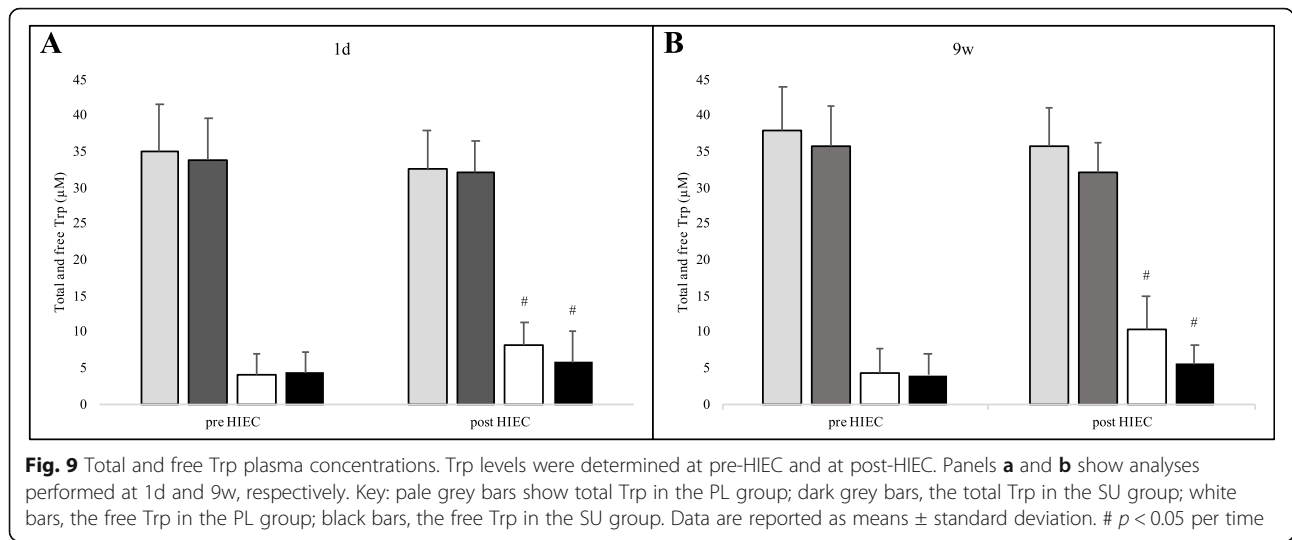 A
1d
Total and free Trp (µM)
45
40
35
30
25
20
15
10
5
0
# #
pre HIEC post HIEC
B
9w
Total and free Trp (µM)
45
40
35
30
25
20
15
10
5
0
#
#
pre HIEC post HIEC
Fig. 9 Total and free Trp plasma concentrations. Trp levels were determined at pre-HIEC and at post-HIEC. Panels a and b show analyses
performed at 1d and 9w, respectively. Key: pale grey bars show total Trp in the PL group; dark grey bars, the total Trp in the SU group; white
bars, the free Trp in the PL group; black bars, the free Trp in the SU group. Data are reported as means ± standard deviation. # p < 0.05 per time